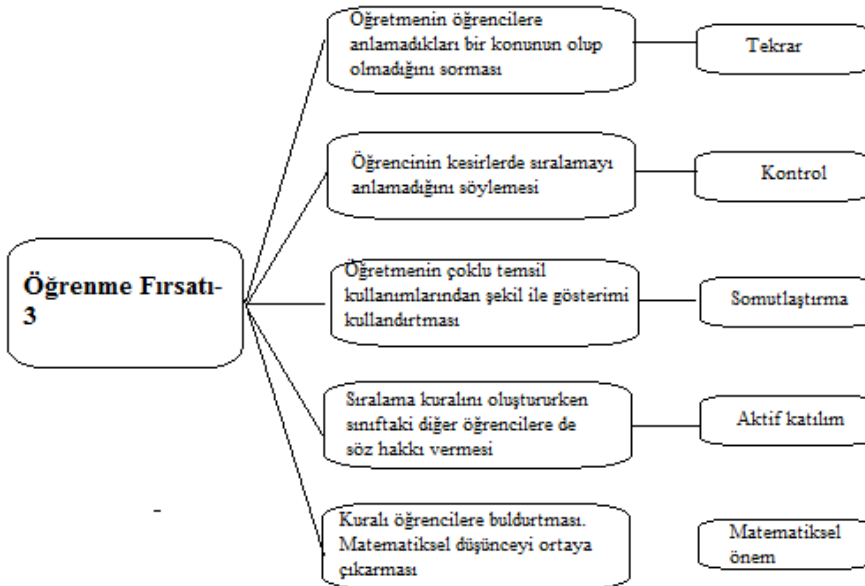 Öğretmenin öğrencilere
anlamadıkları bir konunun olup
olmadığını sorması
Tekrar
Öğrencinin kesirlerde sıralamayı
anlamadığını söylemesi
Kontrol
Öğrenme Fırsatı-
3
Öğretmenin çoklu temsil
kullanımlarından şekil ile gösterimi
kullandırtması
Somutlaştırma
Sıralama kuralını oluştururken
sınıftaki diğer öğrencilere de
söz hakkı vermesi
Aktif katılım
Kuralı öğrencilere buldurtması.
Matematiksel düşünceyi ortaya
çıkarması
Matematiksel
önem